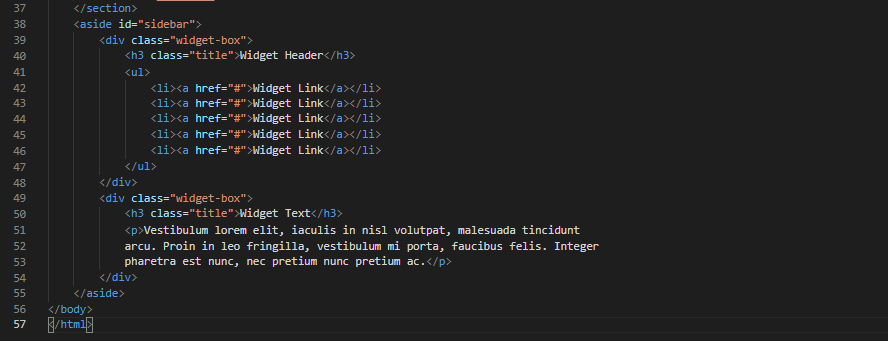 37 </section>
38 <aside id="sidebar">
39 <div class="widget-box">
40 <h3 class="title">Widget Header</h3>
41 <ul>
42 <li><a href="#">Widget Link</a></li>
43 <li><a href="#">Widget Link</a></li>
44 <li><a href="#">Widget Link</a></li>
45 <li><a href="#">Widget Link</a></li>
46 <li><a href="#">Widget Link</a></li>
47 </ul>
48 </div>
49 <div class="widget-box">
50 <h3 class="title">Widget Text</h3>
51 <p>Vestibulum lorem elit, iaculis in nisl volutpat, malesuada tincidunt
52 arcu. Proin in leo fringilla, vestibulum mi porta, faucibus felis. Integer
53 pharetra est nunc, nec pretium nunc pretium ac.</p>
54 </div>
55 </aside>
56 </body>
57 </html>